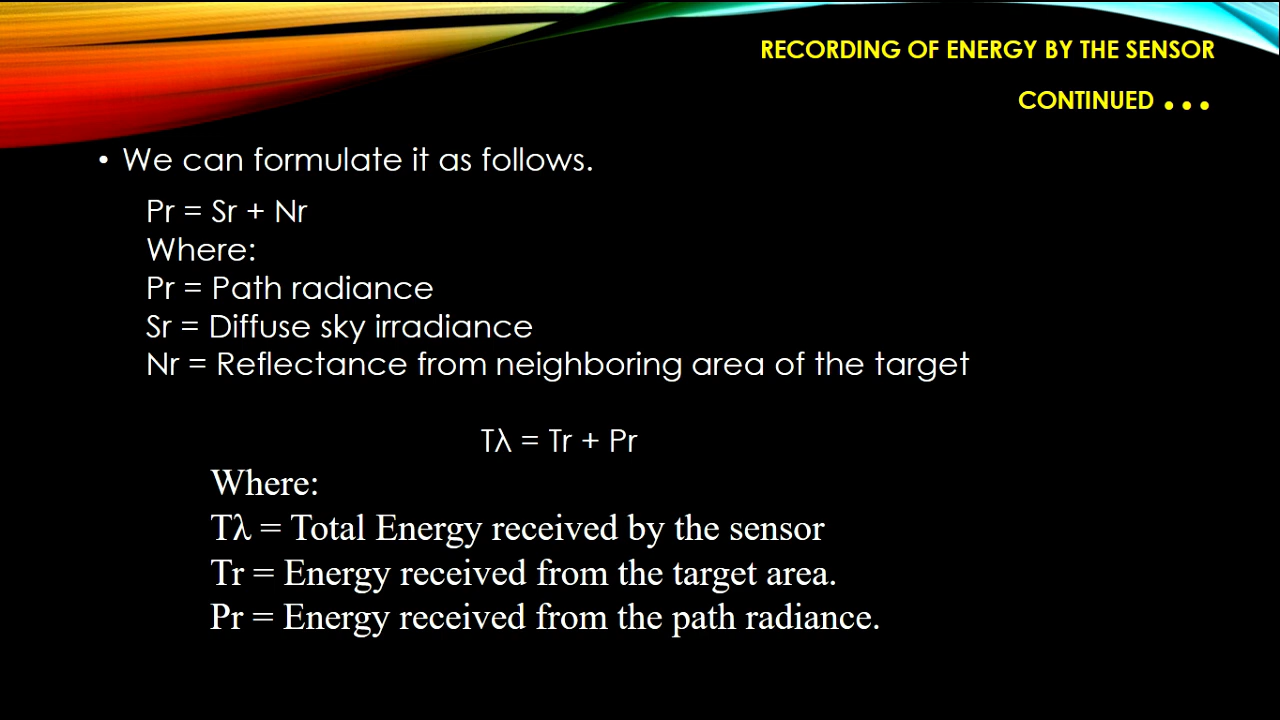 RECORDING OF ENERGY BY THE SENSOR
CONTINUED ...
• We can formulate it as follows.
Pr = Sr + Nr
Where:
Pr = Path radiance
Sr = Diffuse sky irradiance
Nr = Reflectance from neighboring area of the target
Tλ = Tr + Pr
Where:
Tλ = Total Energy received by the sensor
Tr = Energy received from the target area.
Pr = Energy received from the path radiance.